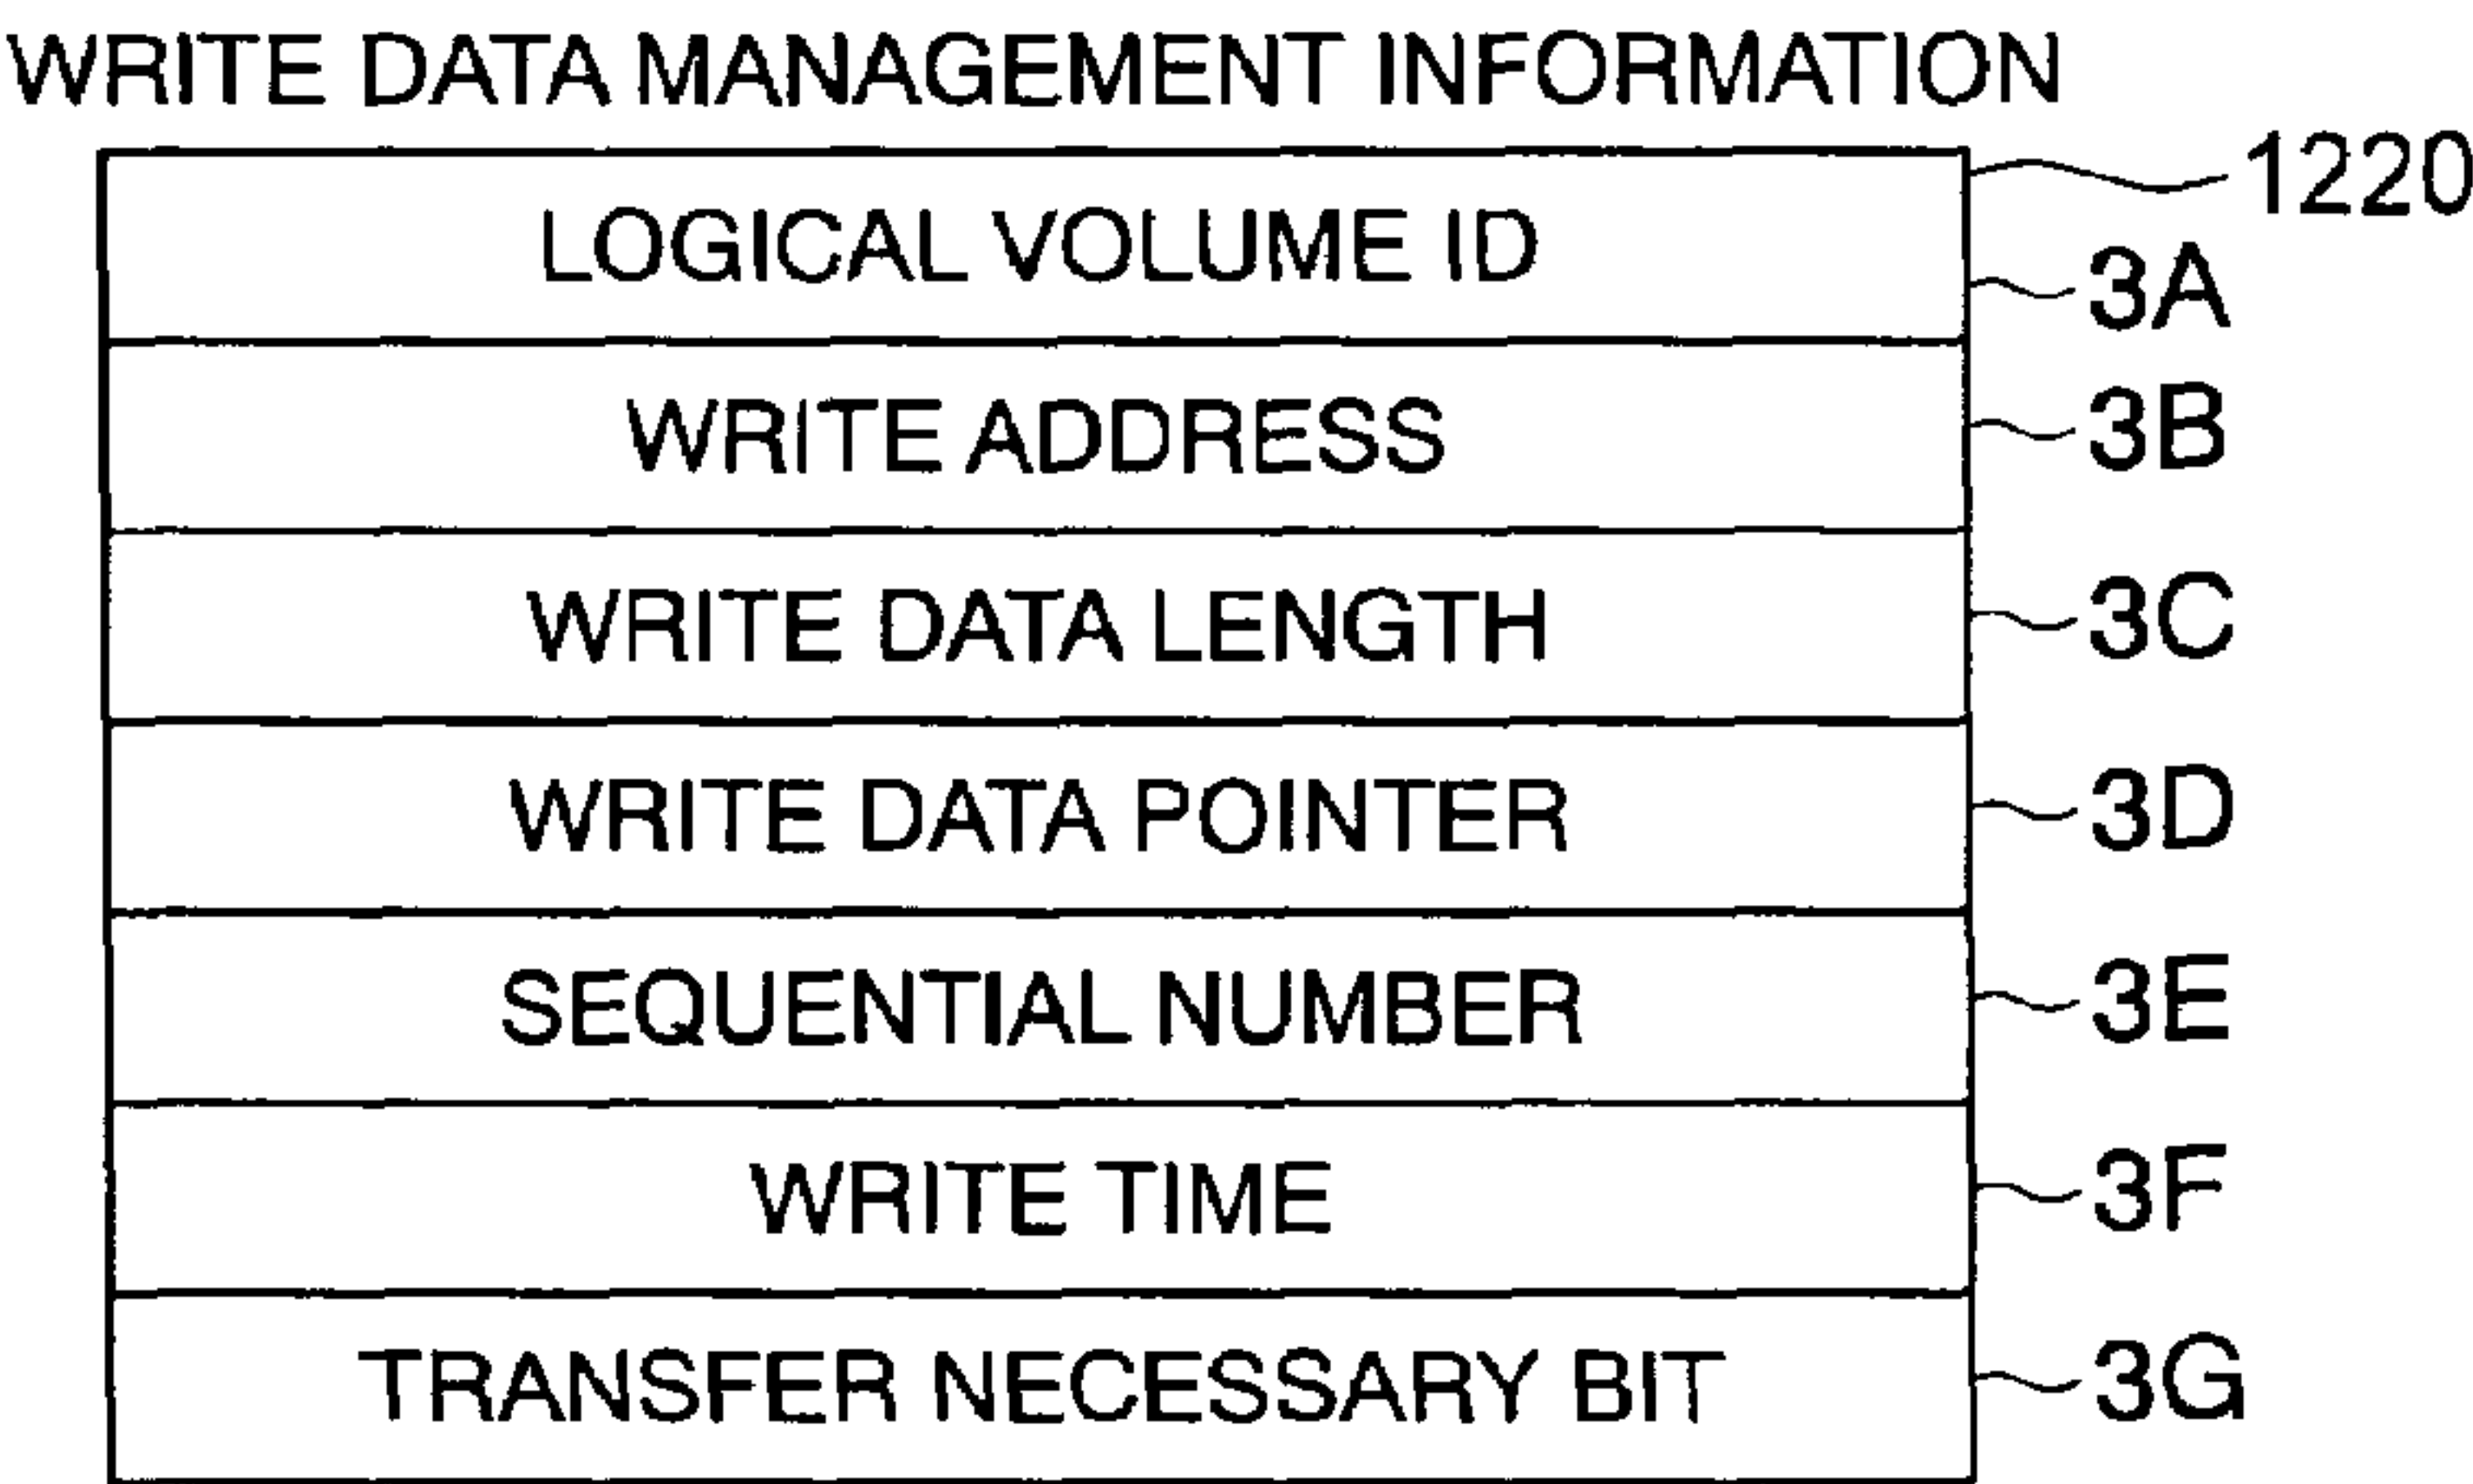 WRITE DATA MANAGEMENT INFORMATION
1220
LOGICAL VOLUME ID 3A
WRITE ADDRESS 3B
WRITE DATA LENGTH 3C
WRITE DATA POINTER 3D
SEQUENTIAL NUMBER 3E
WRITE TIME 3F
TRANSFER NECESSARY BIT 3G